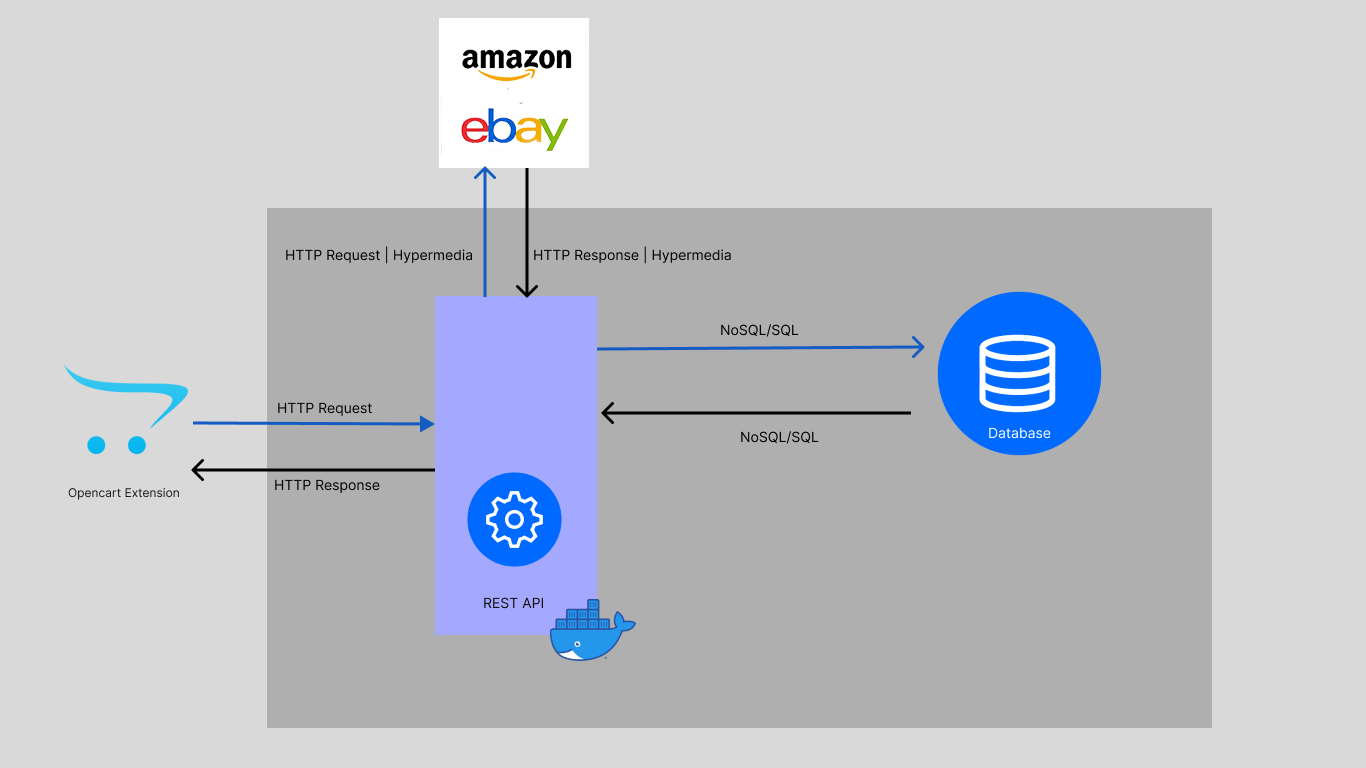 amazon
ebay
HTTP Request | Hypermedia
HTTP Response | Hypermedia
NoSQL/SQL
HTTP Request
NoSQL/SQL
Database
HTTP Response
Opencart Extension
REST API